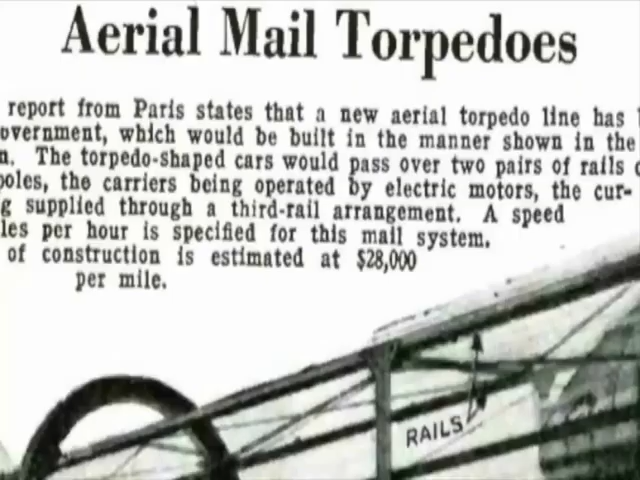 Aerial Mail Torpedoes
report from Paris states that a new aerial torpedo line has
overnment, which would be built in the manner shown in the
n. The torpedo-shaped cars would pass over two pairs of rails
poles, the carriers being operated by electric motors, the cur-
g supplied through a third-rail arrangement. A speed
les per hour is specified for this mail system.
of construction is estimated at $28,000
per mile.
RAILS